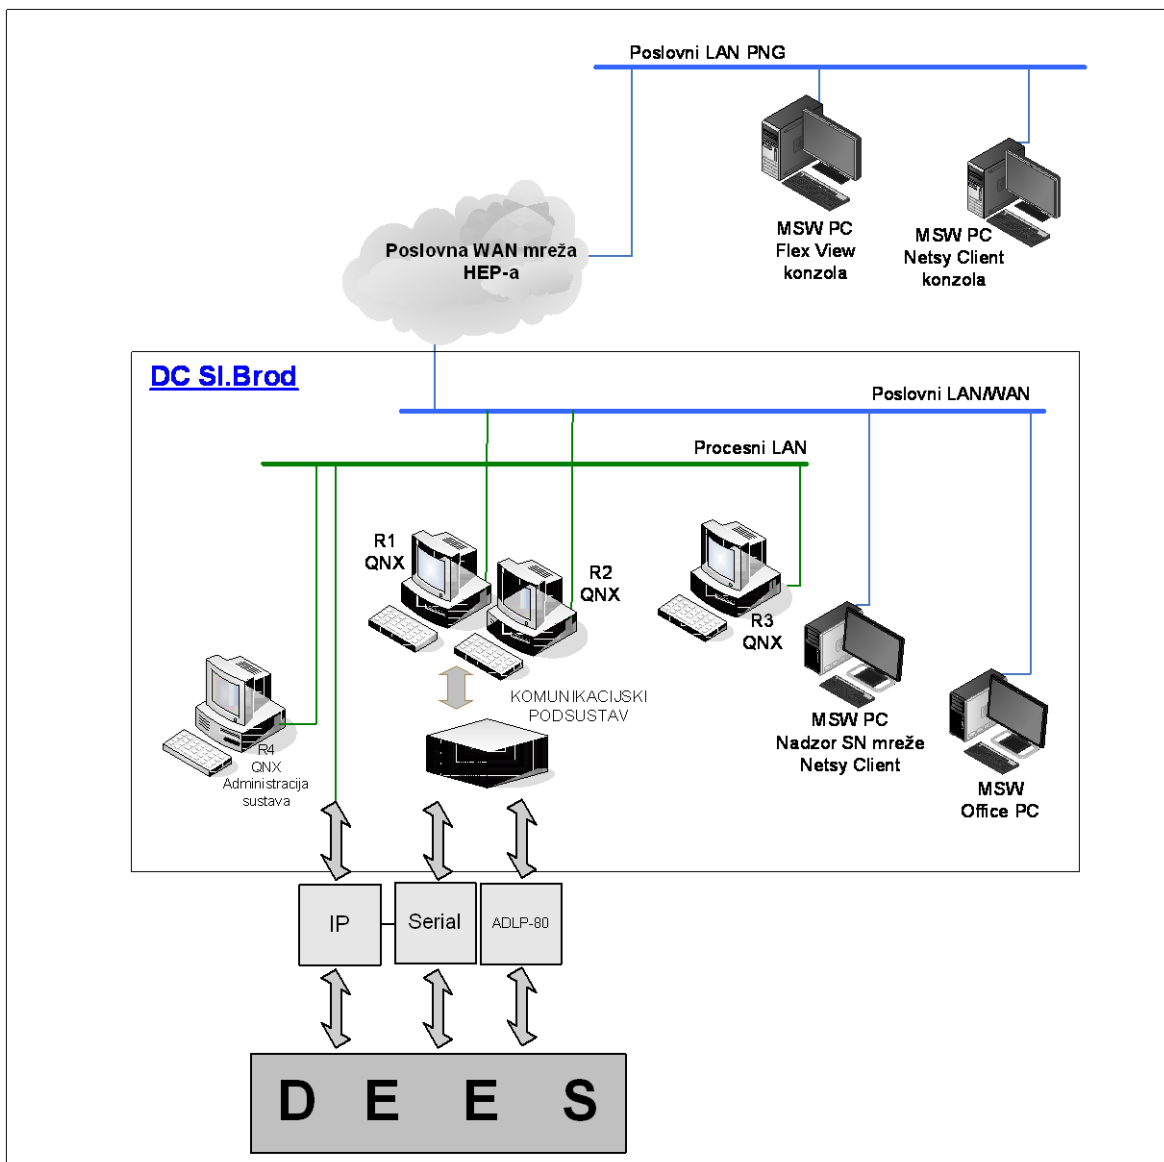 Poslovni LAN PNG
MSW PC
Flex View
konzola
MSW PC
Netsy Client
konzola
Poslovna WAN mreža
HEP-a
DC Sl.Brod
Poslovni LAN/WAN
Procesni LAN
R1
QNX
R2
QNX
R3
QNX
R4
QNX
Administracija
sustava
KOMUNIKACIJSKI
PODSUSTAV
MSW PC
Nadzor SN mreže
Netsy Client
MSW
Office PC
IP
Serial
ADLP-80
D E E S